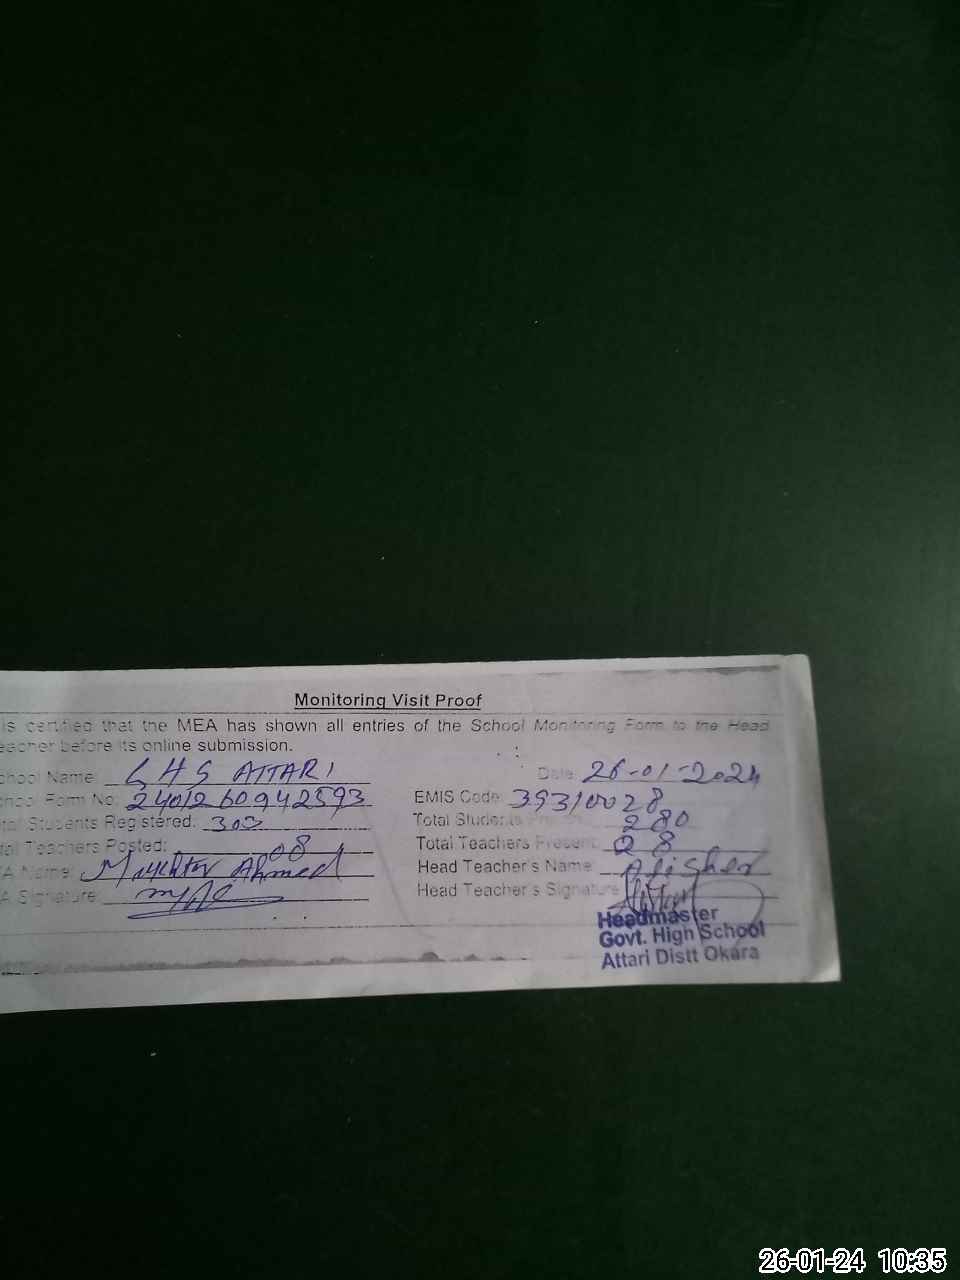 Monitoring Visit Proof
is certified that the MEA has shown all entries of the School Monitoring Form to the Head
eacher before its online submission.
chool Name: GHS ATTARI Date: 26-01-2024
chool Form No: 2401260942593 EMIS Code: 39310028
tal Students Registered: 300 Total Students Present: 280
tal Teachers Posted: 08 Total Teachers Present: 08
A Name: Mukhtar Ahmed Head Teacher's Name:
A Signature: Head Teacher's Signature
Headmaster
Govt. High School
Attari Distt Okara
26-01-24 10:35